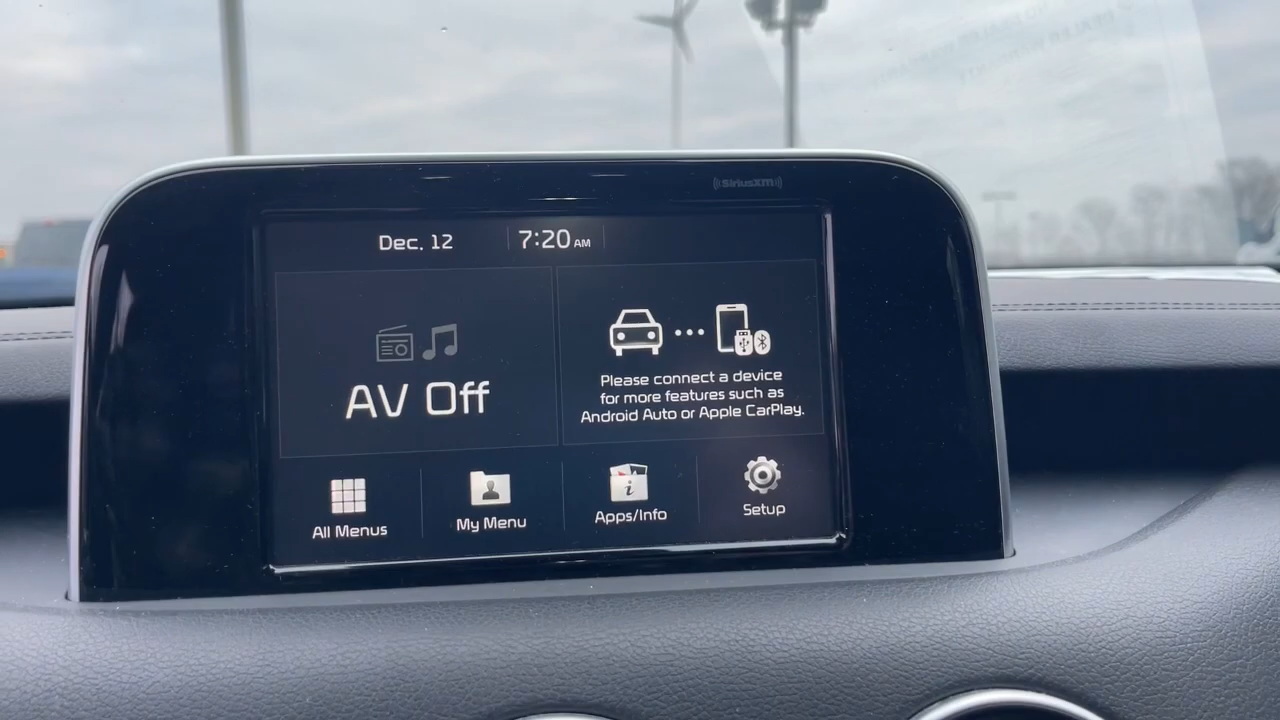 SiriusXM
Dec. 12
7:20 AM
AV Off
Please connect a device
for more features such as
Android Auto or Apple CarPlay.
All Menus
My Menu
Apps/Info
Setup